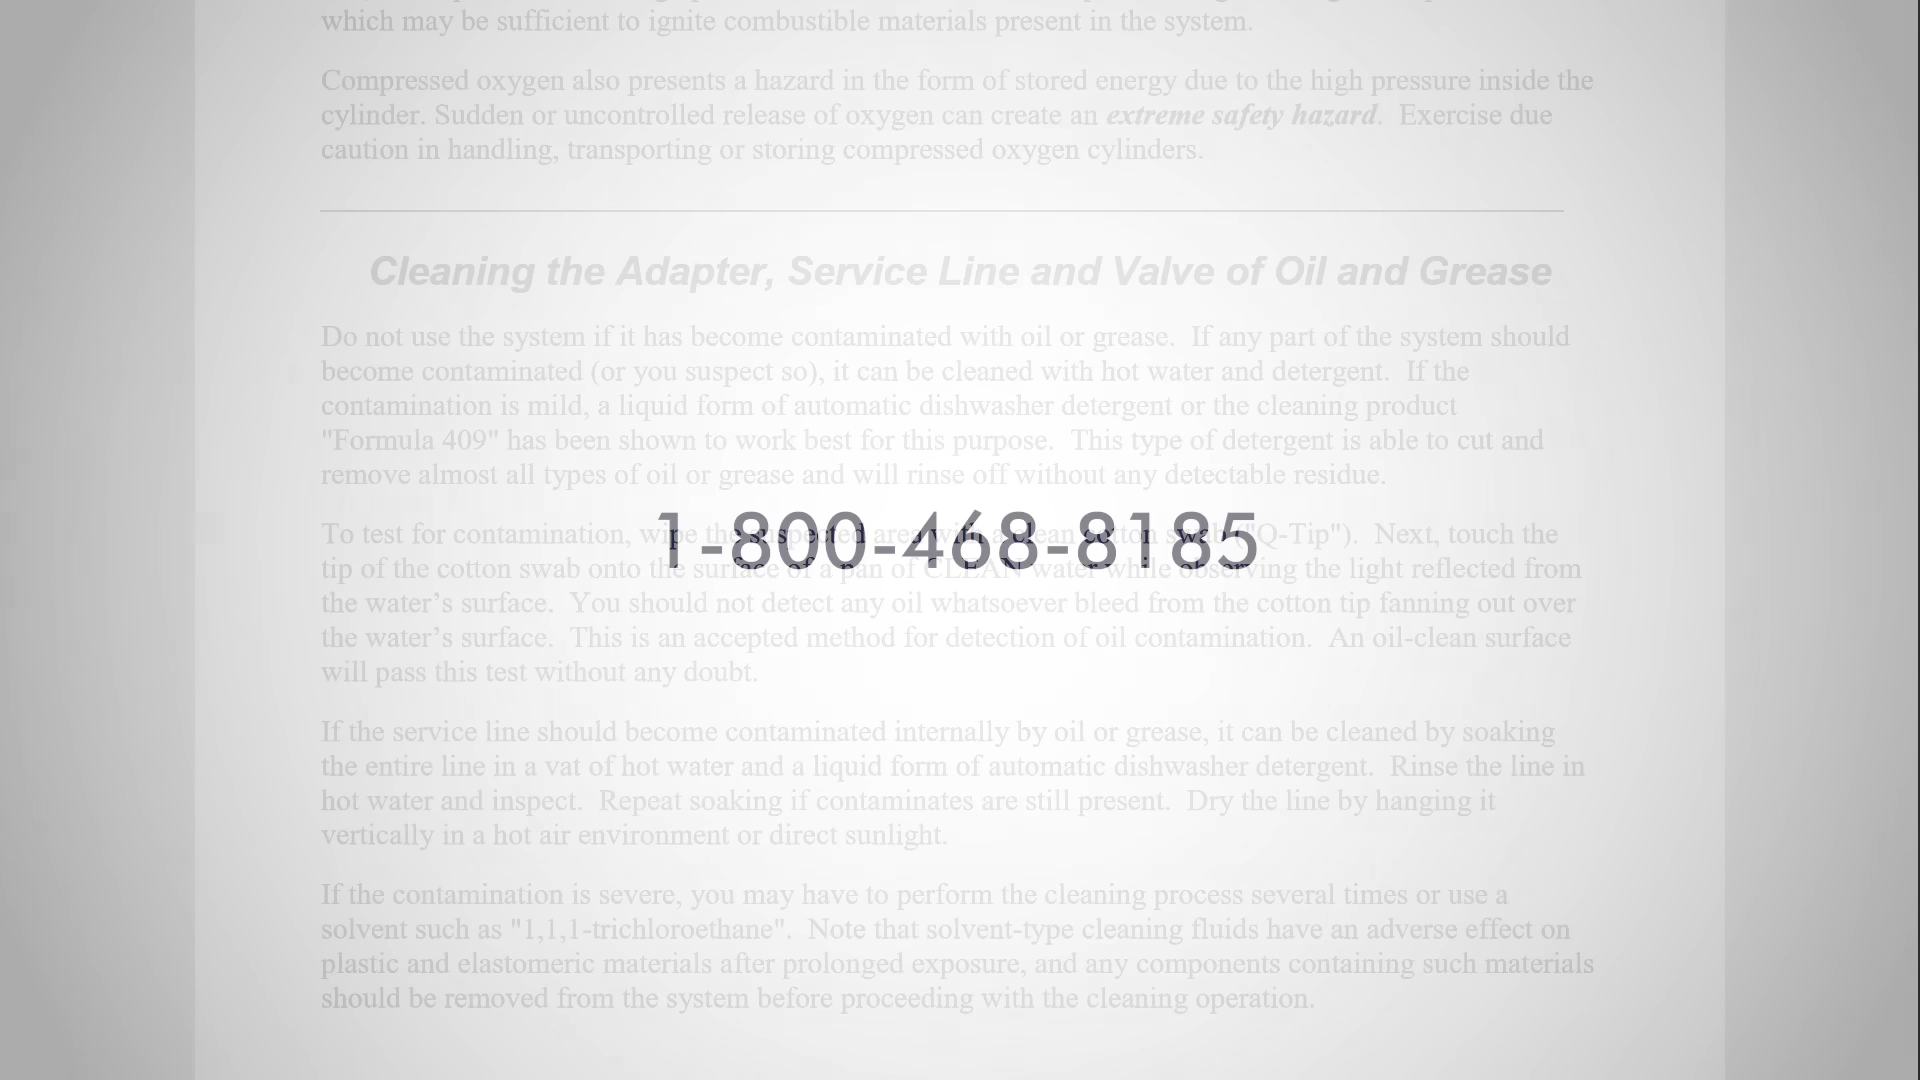 which may be sufficient to ignite combustible materials present in the system.
Compressed oxygen also presents a hazard in the form of stored energy due to the high pressure inside the
cylinder. Sudden or uncontrolled release of oxygen can create an extreme safety hazard. Exercise due
caution in handling, transporting or storing compressed oxygen cylinders.
Cleaning the Adapter, Service Line and Valve of Oil and Grease
Do not use the system if it has become contaminated with oil or grease. If any part of the system should
become contaminated (or you suspect so), it can be cleaned with hot water and detergent. If the
contamination is mild, a liquid form of automatic dishwasher detergent or the cleaning product
"Formula 409" has been shown to work best for this purpose. This type of detergent is able to cut and
remove almost all types of oil or grease and will rinse off without any detectable residue.
To test for contamination, wipe the suspected area with a clean cotton swab ("Q-Tip"). Next, touch the
1-800-468-8185
tip of the cotton swab onto the surface of a pan of CLEAN water while observing the light reflected from
the water’s surface. You should not detect any oil whatsoever bleed from the cotton tip fanning out over
the water’s surface. This is an accepted method for detection of oil contamination. An oil-clean surface
will pass this test without any doubt.
If the service line should become contaminated internally by oil or grease, it can be cleaned by soaking
the entire line in a vat of hot water and a liquid form of automatic dishwasher detergent. Rinse the line in
hot water and inspect. Repeat soaking if contaminates are still present. Dry the line by hanging it
vertically in a hot air environment or direct sunlight.
If the contamination is severe, you may have to perform the cleaning process several times or use a
solvent such as "1,1,1-trichloroethane". Note that solvent-type cleaning fluids have an adverse effect on
plastic and elastomeric materials after prolonged exposure, and any components containing such materials
should be removed from the system before proceeding with the cleaning operation.